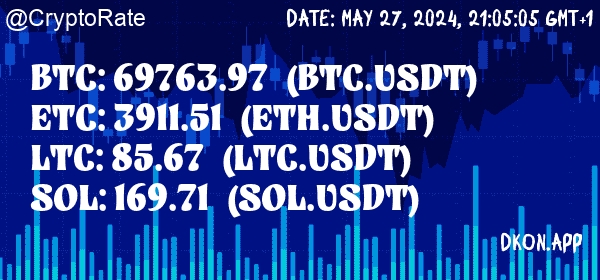 @CryptoRate
DATE: MAY 27, 2024, 21:05:05 GMT+1
BTC: 69763.97 (BTC.USDT)
ETC: 3911.51 (ETH.USDT)
LTC: 85.67 (LTC.USDT)
SOL: 169.71 (SOL.USDT)
DKON.APP